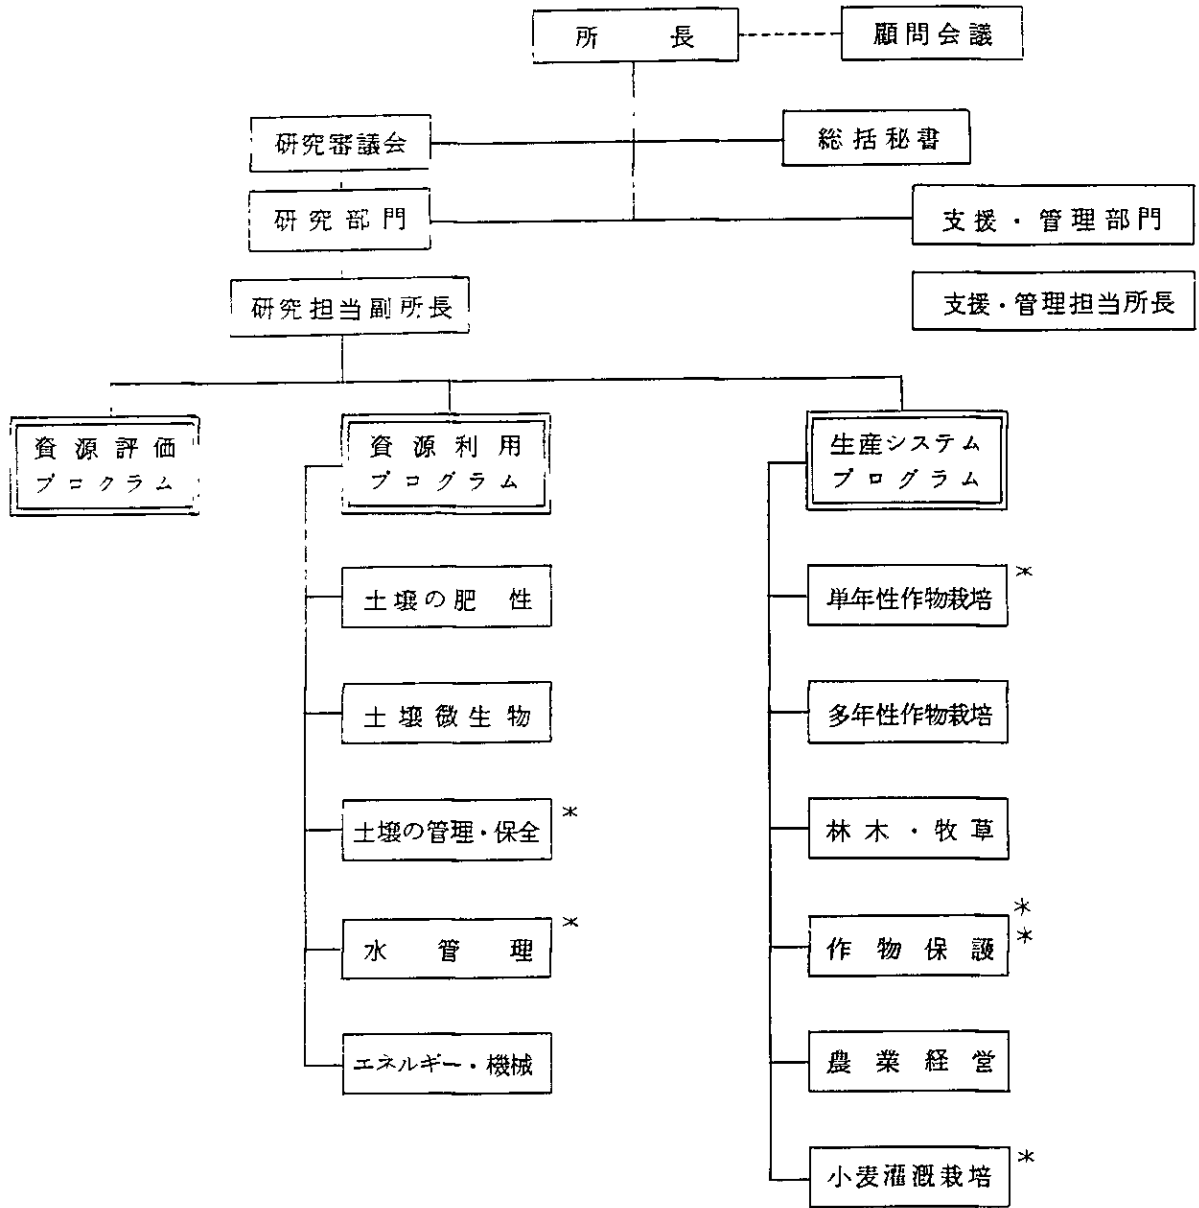 所長
顧問会議
研究審議会
総括秘書
研究部門
支援・管理部門
研究担当副所長
支援・管理担当所長
資源評価
プログラム
資源利用
プログラム
生産システム
プログラム
土壌の肥性
単年性作物栽培 *
土壌微生物
多年性作物栽培
土壌の管理・保全 *
林木・牧草
水管理 *
作物保護 * *
エネルギー・機械
農業経営
小麦灌漑栽培 *